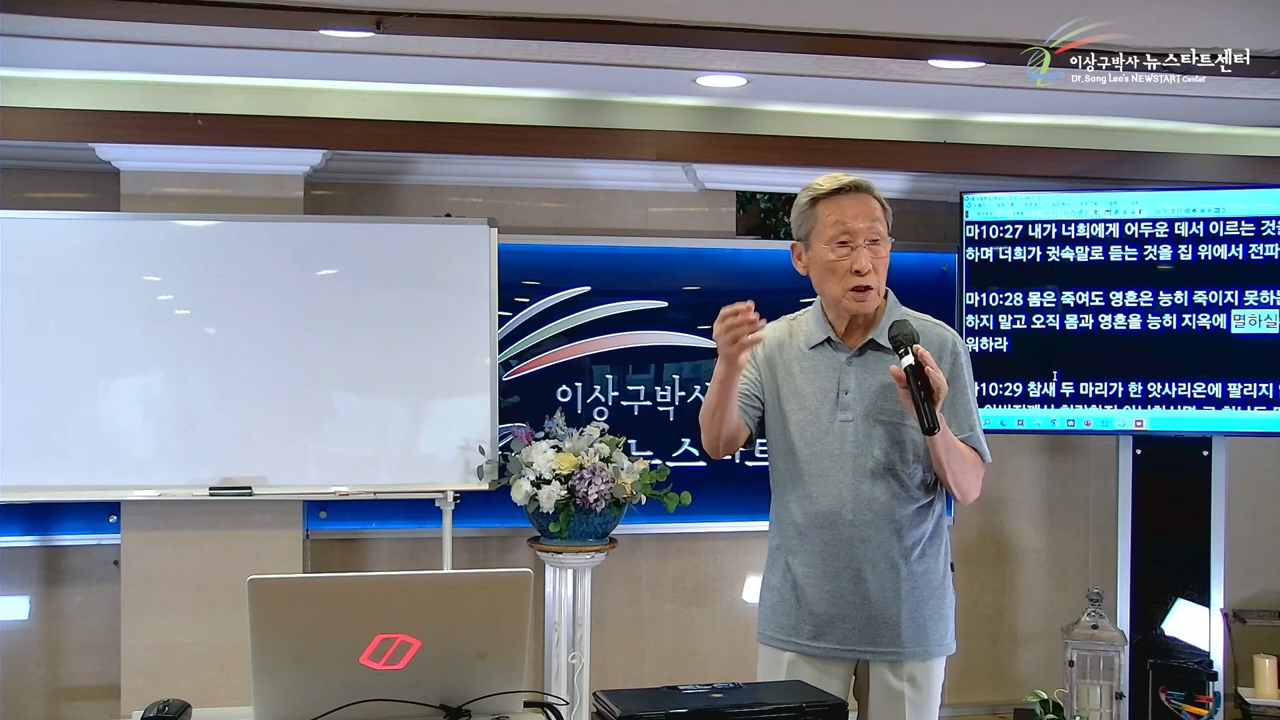 이상구박사 뉴스타트센터
Dr. Sang Lee's NEWSTART Center
마10:27 내가 너희에게 어두운 데서 이르는 것을
하며 너희가 귓속말로 듣는 것을 집 위에서 전파
마10:28 몸은 죽여도 영혼은 능히 죽이지 못하는
하지 말고 오직 몸과 영혼을 능히 지옥에 멸하실
워하라
마10:29 참새 두 마리가 한 앗사리온에 팔리지
이상구박사
뉴스타트